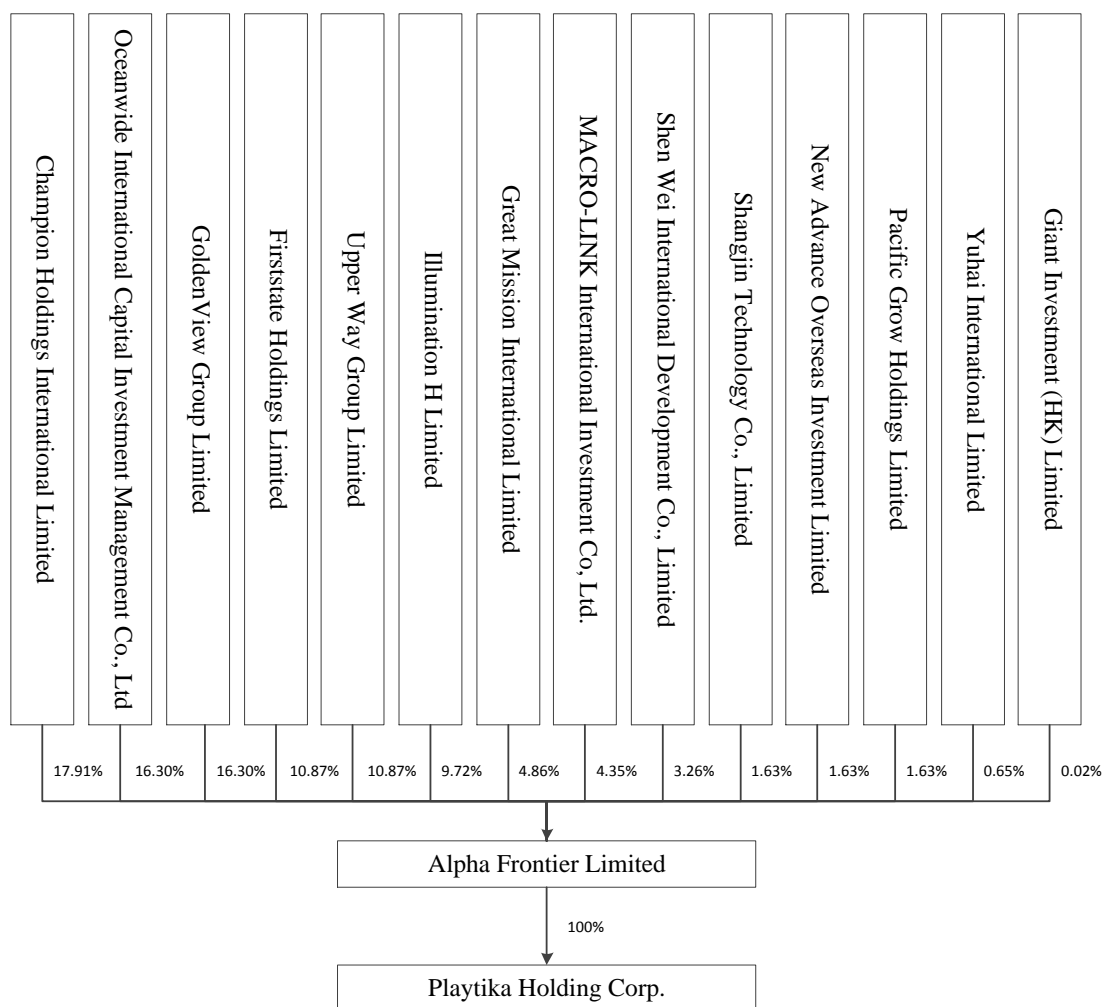 Champion Holdings International Limited
Oceanwide International Capital Investment Management Co., Ltd
GoldenView Group Limited
Firststate Holdings Limited
Upper Way Group Limited
Illumination H Limited
Great Mission International Limited
MACRO-LINK International Investment Co, Ltd.
Shen Wei International Development Co., Limited
Shangjin Technology Co., Limited
New Advance Overseas Investment Limited
Pacific Grow Holdings Limited
Yuhai International Limited
Giant Investment (HK) Limited
17.91%
16.30%
16.30%
10.87%
10.87%
9.72%
4.86%
4.35%
3.26%
1.63%
1.63%
1.63%
0.65%
0.02%
Alpha Frontier Limited
100%
Playtika Holding Corp.